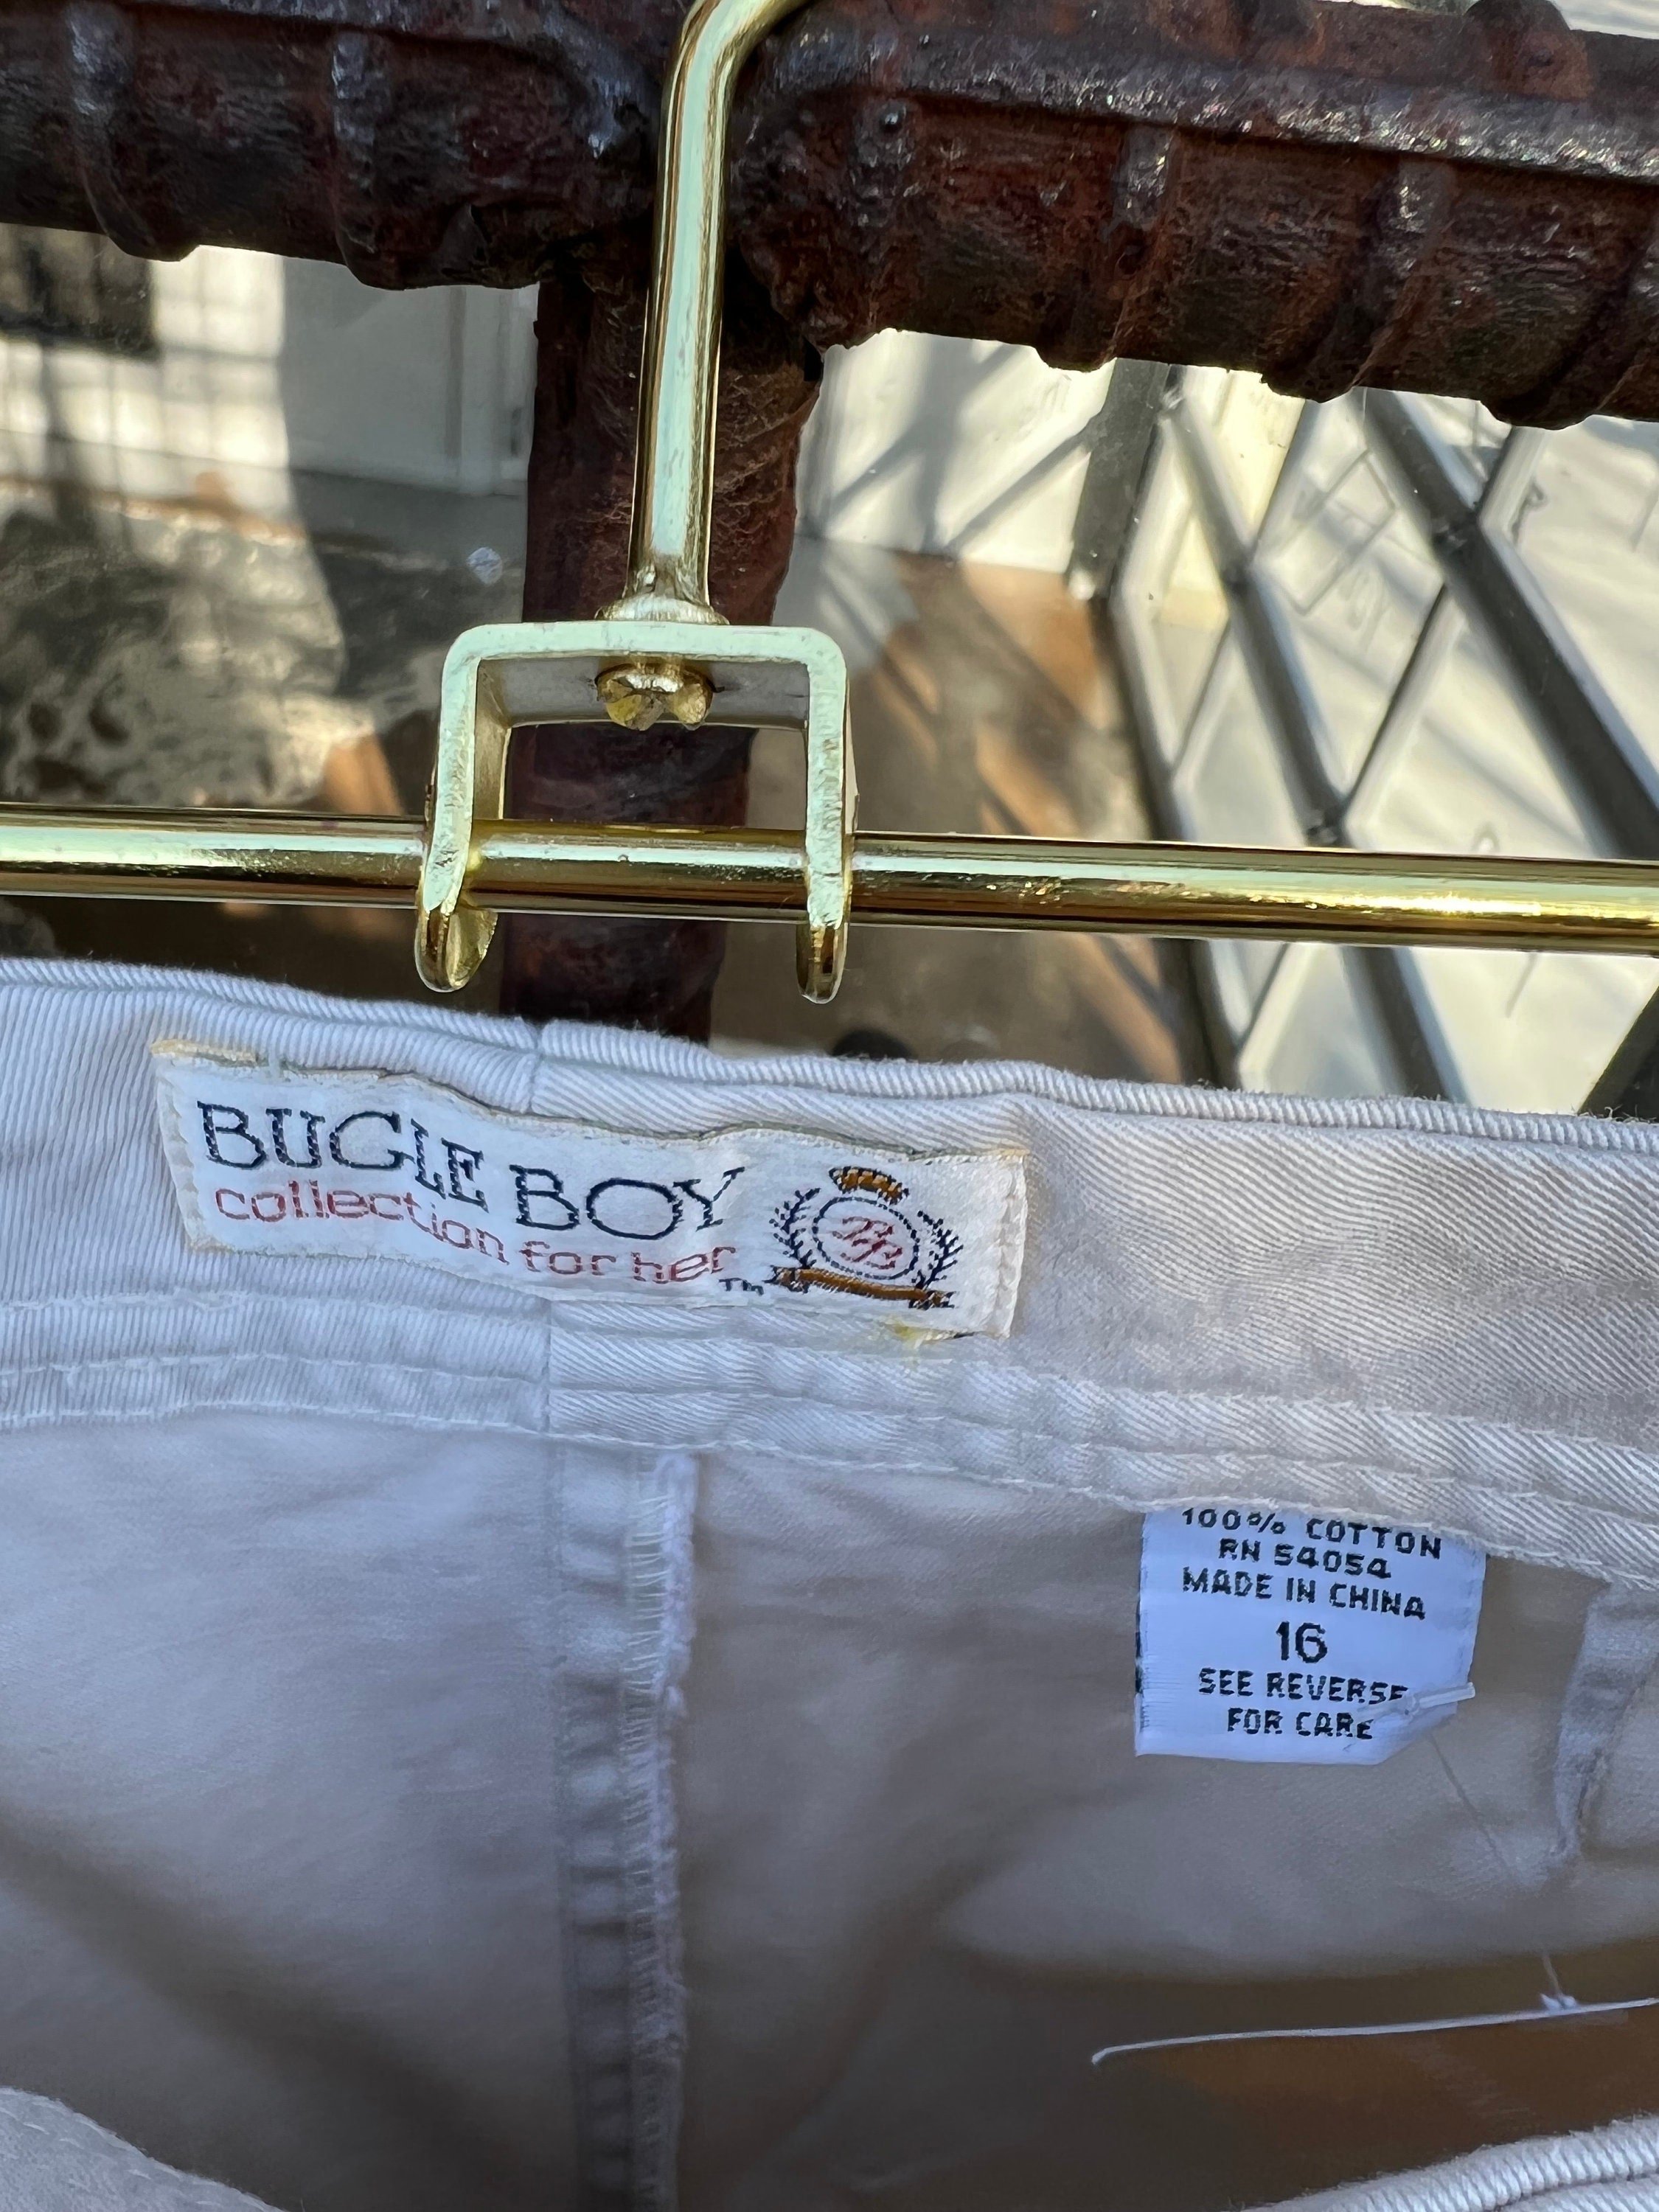 BUGLE BOY
collection for her
TM
100% COTTON
RN 54054
MADE IN CHINA
16
SEE REVERSE
FOR CARE